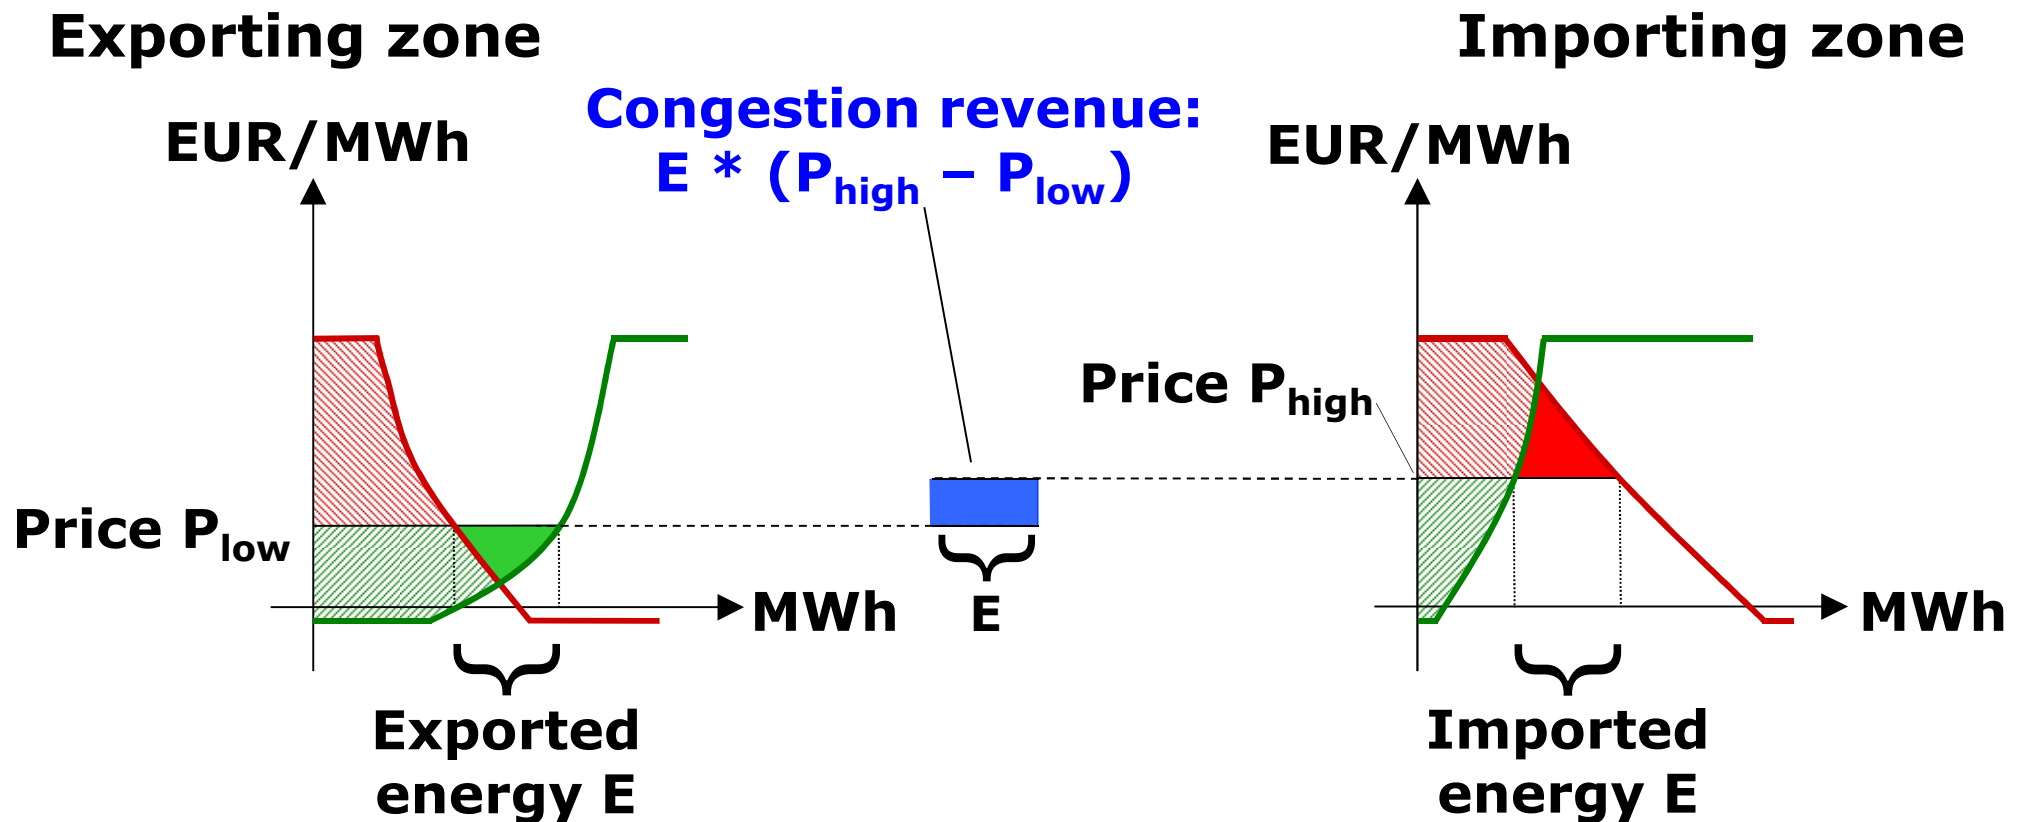 Exporting zone
Importing zone
Congestion revenue:
E * (Phigh – Plow)
EUR/MWh
EUR/MWh
Price Phigh
Price Plow
MWh
E
MWh
Exported
energy E
Imported
energy E